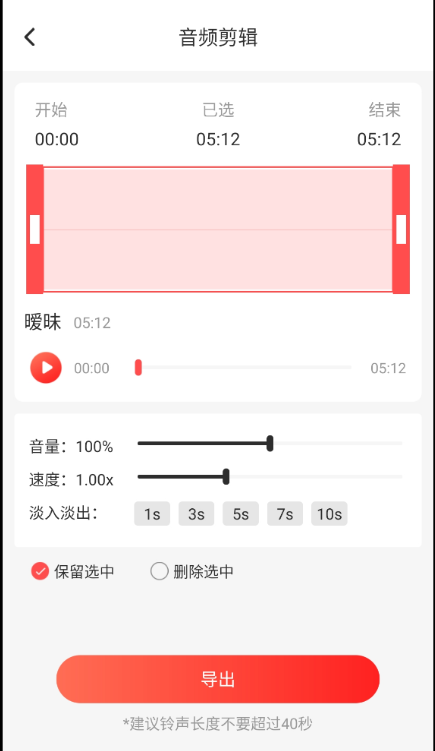 音频剪辑
开始 已选 结束
00:00 05:12 05:12
暧昧 05:12
00:00 05:12
音量：100%
速度：1.00x
淡入淡出： 1s 3s 5s 7s 10s
保留选中 删除选中
导出
*建议铃声长度不要超过40秒